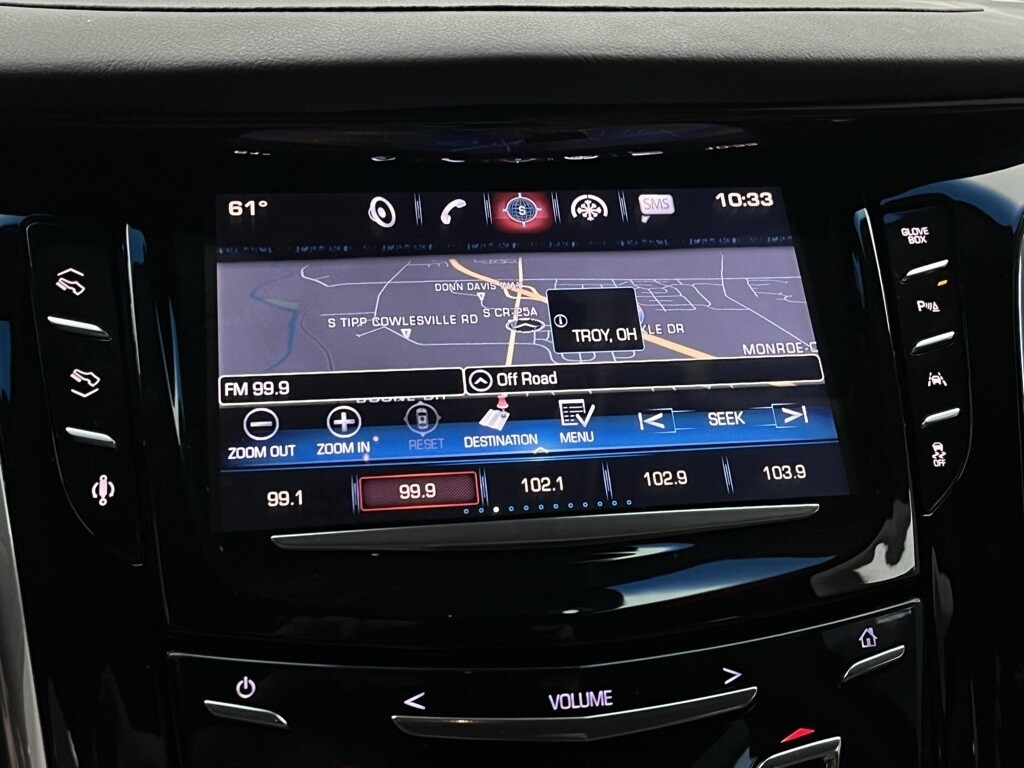 61°
S
SMS
10:33
GLOVE
BOX
P
DONN DAVIS WAY
S CR-25A
S TIPP COWLESVILLE RD
TROY, OH
KLE DR
MONROE-C
FM 99.9
Off Road
ZOOM OUT
ZOOM IN
RESET
DESTINATION
MENU
SEEK
OFF
99.1
99.9
102.1
102.9
103.9
VOLUME